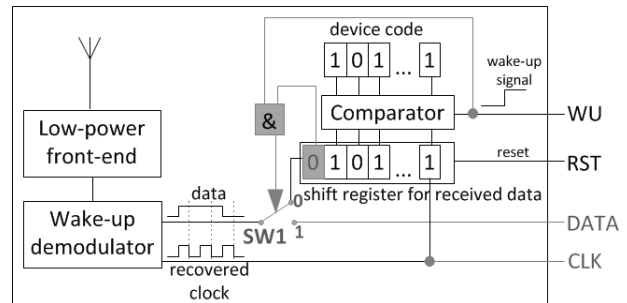 device code
1 0 1 ... 1
wake-up
signal
Comparator
WU
&
Low-power
front-end
0 1 0 1 ... 1
reset
RST
shift register for received data
data
0
Wake-up
demodulator
SW1
1
DATA
CLK
recovered
clock